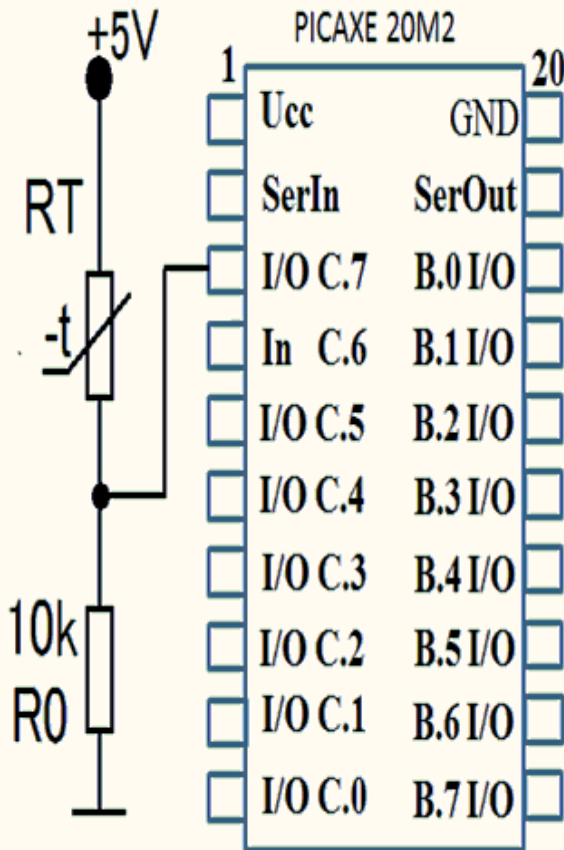 +5V
PICAXE 20M2
1
20
Ucc
GND
SerIn
SerOut
RT
I/O C.7
B.0 I/O
-t
In C.6
B.1 I/O
I/O C.5
B.2 I/O
I/O C.4
B.3 I/O
I/O C.3
B.4 I/O
10k
I/O C.2
B.5 I/O
R0
I/O C.1
B.6 I/O
I/O C.0
B.7 I/O